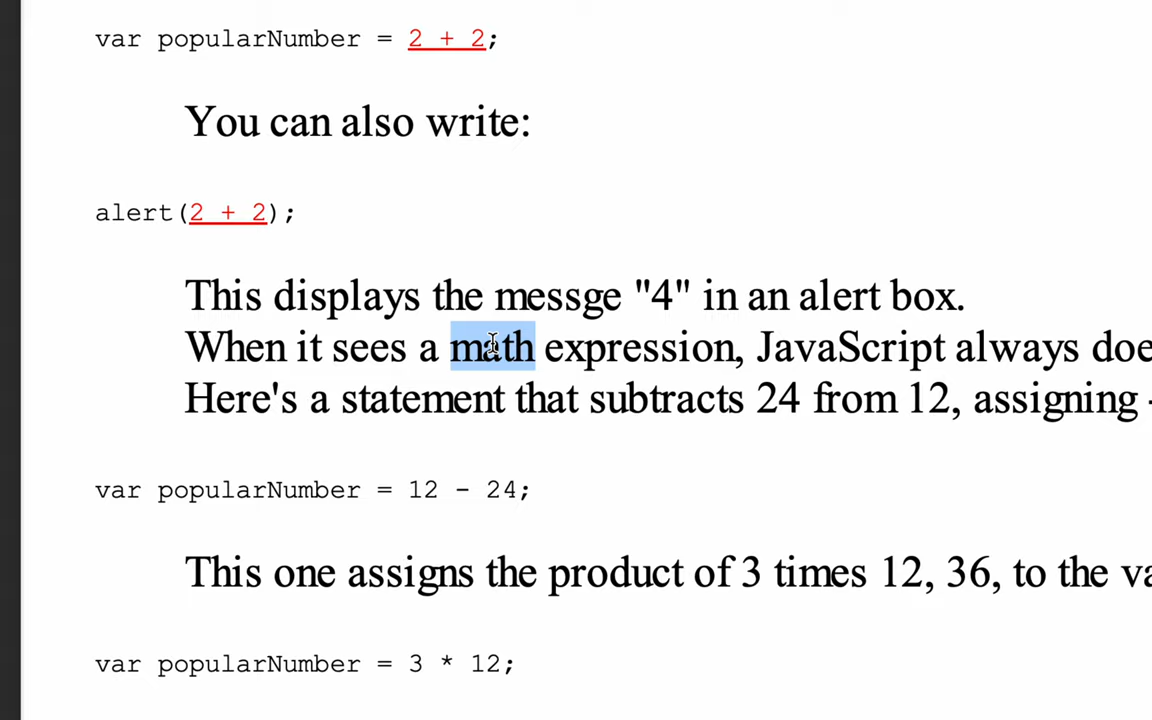 var popularNumber = 2 + 2;
You can also write:
alert(2 + 2);
This displays the messge "4" in an alert box.
When it sees a math expression, JavaScript always doe
Here's a statement that subtracts 24 from 12, assigning -
var popularNumber = 12 - 24;
This one assigns the product of 3 times 12, 36, to the va
var popularNumber = 3 * 12;